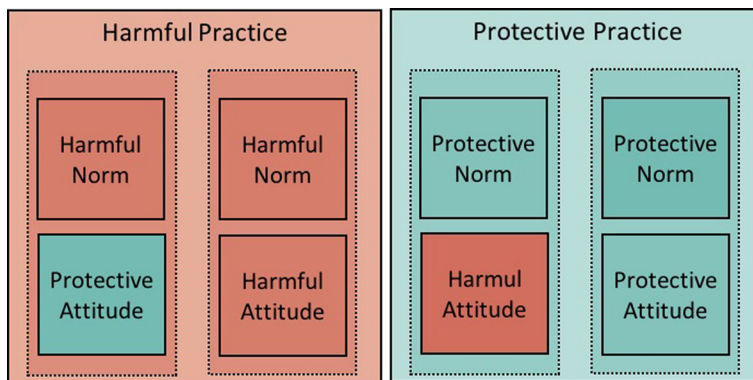 Harmful Practice
Harmful
Norm
Harmful
Norm
Protective
Attitude
Harmful
Attitude
Protective Practice
Protective
Norm
Protective
Norm
Harmul
Attitude
Protective
Attitude